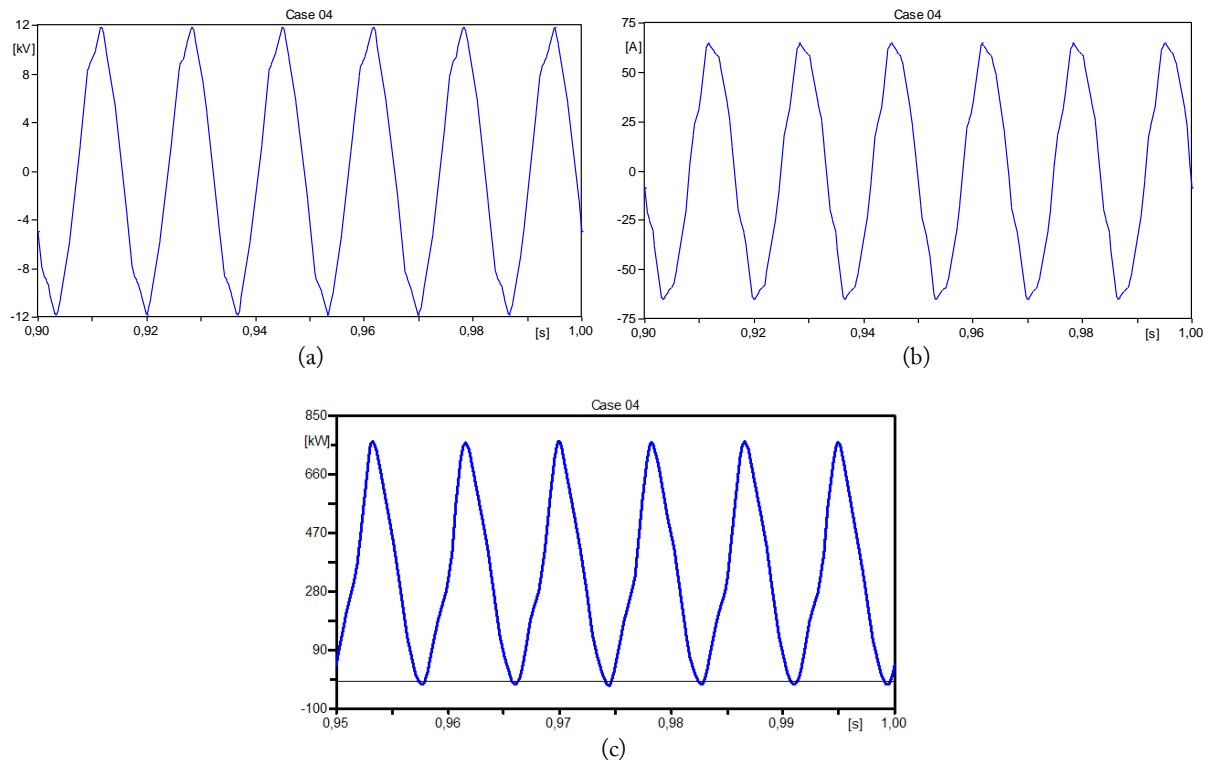 Case 04
12
[kV]
8
4
0
-4
-8
-12
0,90 0,92 0,94 0,96 0,98 [s] 1,00
(a)
Case 04
75
[A]
50
25
0
-25
-50
-75
0,90 0,92 0,94 0,96 0,98 [s] 1,00
(b)
Case 04
850
[kW]
660
470
280
90
-100
0,95 0,96 0,97 0,98 0,99 [s] 1,00
(c)